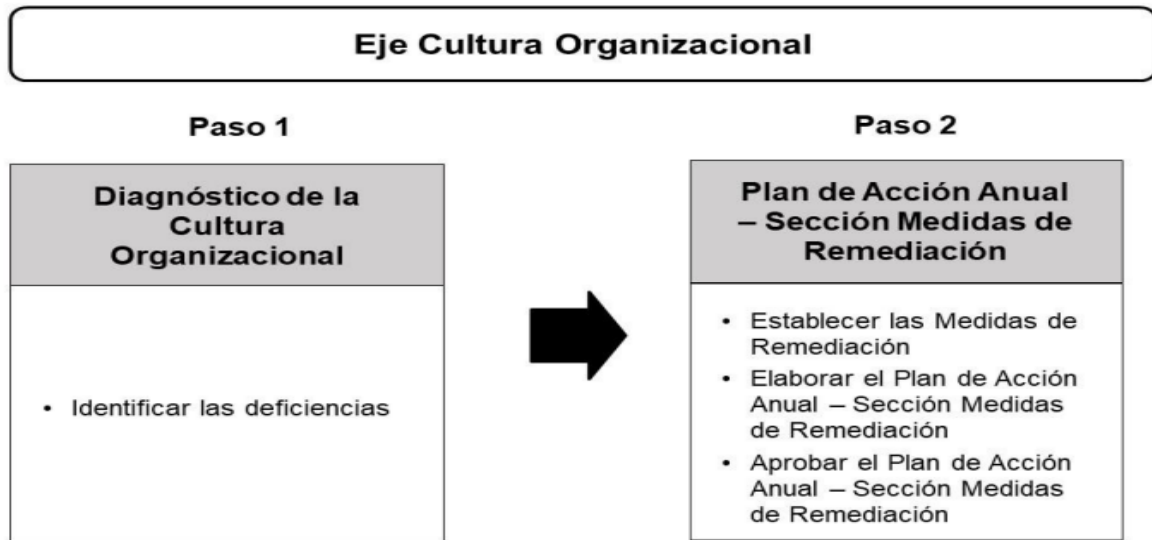 Eje Cultura Organizacional
Paso 1
Diagnóstico de la
Cultura
Organizacional
• Identificar las deficiencias
Paso 2
Plan de Acción Anual
– Sección Medidas de
Remediación
• Establecer las Medidas de
Remediación
• Elaborar el Plan de Acción
Anual – Sección Medidas
de Remediación
• Aprobar el Plan de Acción
Anual – Sección Medidas
de Remediación